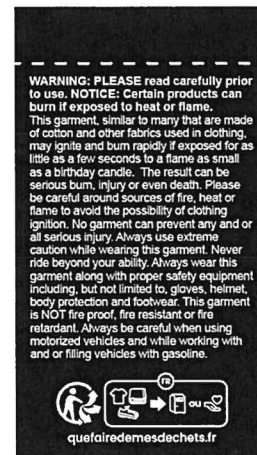 WARNING: PLEASE read carefully prior
to use. NOTICE: Certain products can
burn if exposed to heat or flame.
This garment, similar to many that are made
of cotton and other fabrics used in clothing,
may ignite and burn rapidly if exposed for as
little as a few seconds to a flame as small
as a birthday candle. The result can be
serious burn, injury or even death. Please
be careful around sources of fire, heat or
flame to avoid the possibility of clothing
ignition. No garment can prevent any and or
all serious injury. Always use extreme
caution while wearing this garment. Never
ride beyond your ability. Always wear this
garment along with proper safety equipment
including, but not limited to, gloves, helmet,
body protection and footwear. This garment
is NOT fire proof, fire resistant or fire
retardant. Always be careful when using
motorized vehicles and while working with
and or filling vehicles with gasoline.
FR
ou
quefairedemesdechets.fr